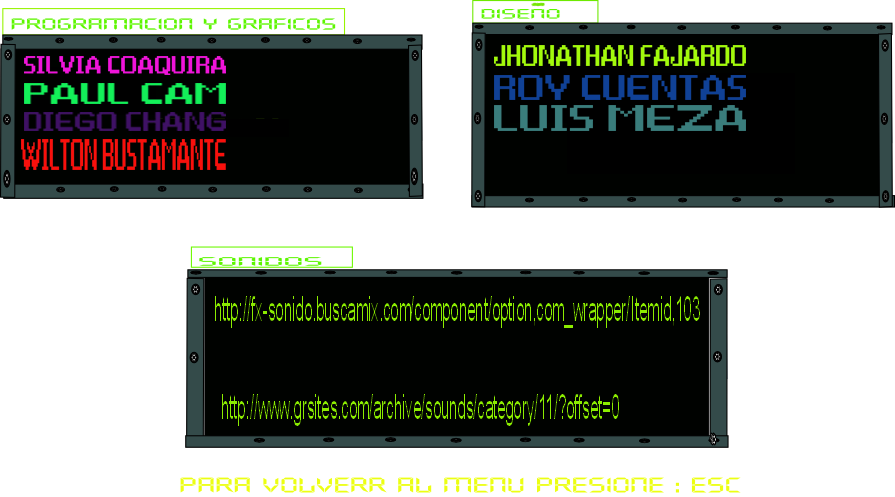 PROGRAMACION Y GRAFICOS
SILVIA COAQUIRA
PAUL CAM
DIEGO CHANG
WILTON BUSTAMANTE
DISEÑO
JHONATHAN FAJARDO
ROY CUENTAS
LUIS MEZA
SONIDOS
http://fx-sonido.buscamix.com/component/option,com_wrapper/Itemid,103
http://www.grsites.com/archive/sounds/category/11/?offset=0
PARA VOLVERR AL MENU PRESIONE : ESC